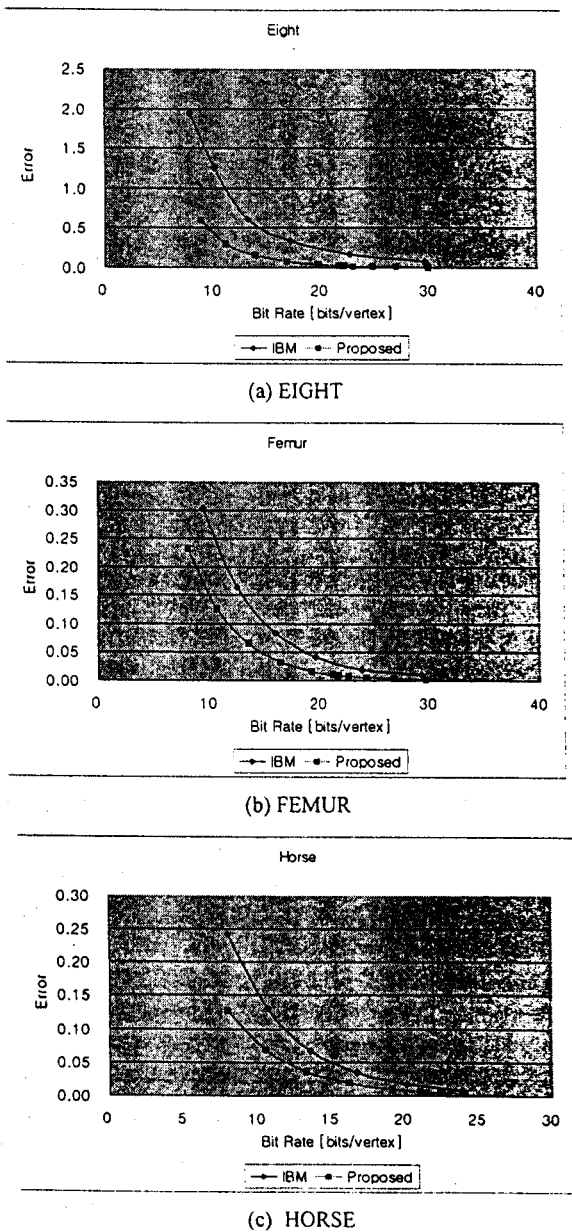 Eight
2.5
2.0
1.5
1.0
0.5
0.0
Error
0 10 20 30 40
Bit Rate [bits/vertex]
IBM Proposed
(a) EIGHT
Femur
0.35
0.30
0.25
0.20
0.15
0.10
0.05
0.00
Error
0 10 20 30 40
Bit Rate [bits/vertex]
IBM Proposed
(b) FEMUR
Horse
0.30
0.25
0.20
0.15
0.10
0.05
0.00
Error
0 5 10 15 20 25 30
Bit Rate [bits/vertex]
IBM Proposed
(c) HORSE